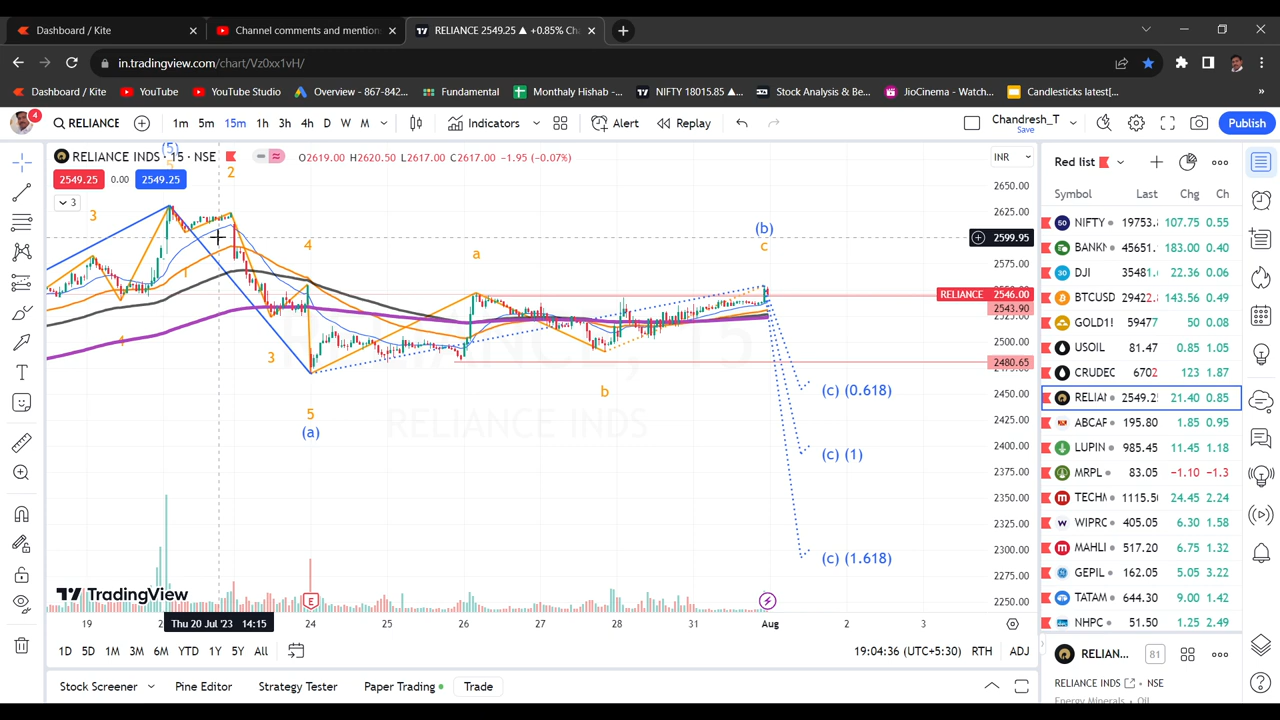 Dashboard / Kite
Channel comments and mention
RELIANCE 2549.25 ▲ +0.85% Ch
in.tradingview.com/chart/Vz0xx1vH/
Dashboard / Kite YouTube YouTube Studio Overview - 867-842... Fundamental Monthaly Hishab -... NIFTY 18015.85 ▲... Stock Analysis & Be... JioCinema - Watch... Candlesticks latest[... »
4
RELIANCE 1m 5m 15m 1h 3h 4h D W M Indicators Alert Replay
Chandresh_T
Save
Publish
RELIANCE INDS · 15 · NSE O2619.00 H2620.50 L2617.00 C2617.00 -1.95 (-0.07%)
INR
2549.25 0.00 2549.25
3
(5)
5
2
3
4
1
4
3
5
(a)
a
b
(b)
c
(c) (0.618)
(c) (1)
(c) (1.618)
RELIANCE INDS
2650.00
2625.00
2599.95
2575.00
RELIANCE 2546.00
2543.90
2500.00
2480.65
2450.00
2425.00
2400.00
2375.00
2350.00
2325.00
2300.00
2275.00
2250.00
TradingView
E
19 Thu 20 Jul '23 14:15 24 25 26 27 28 31 Aug 2 3
1D 5D 1M 3M 6M YTD 1Y 5Y All 19:04:36 (UTC+5:30) RTH ADJ
Stock Screener Pine Editor Strategy Tester Paper Trading Trade
Red list
Symbol Last Chg Ch
NIFTY 19753.8 107.75 0.55
BANKN 45651. 183.00 0.40
DJI 35481. 22.36 0.06
BTCUSD 29422. 143.56 0.49
GOLD1! 59477 50 0.08
USOIL 81.47 0.85 1.05
CRUDEC 6702 123 1.87
RELIAN 2549.2 21.40 0.85
ABCAF 195.80 1.85 0.95
LUPIN 985.45 11.45 1.18
MRPL 83.05 -1.10 -1.3
TECHM 1115.50 24.45 2.24
WIPRC 405.05 6.30 1.58
MAHLI 517.20 6.75 1.32
GEPIL 162.05 5.05 3.22
TATAM 644.30 9.00 1.42
NHPC 51.50 1.25 2.49
RELIAN... 81
RELIANCE INDS · NSE
Energy Minerals · Oil